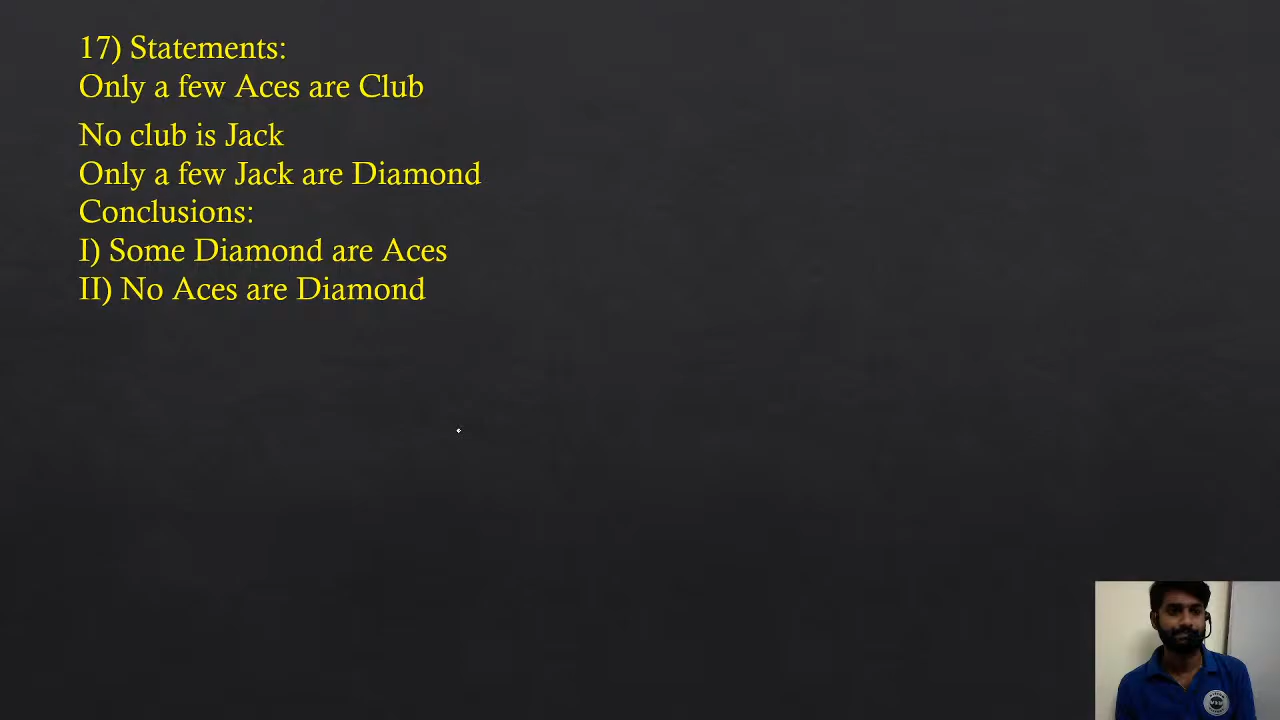 17) Statements:
Only a few Aces are Club
No club is Jack
Only a few Jack are Diamond
Conclusions:
I) Some Diamond are Aces
II) No Aces are Diamond